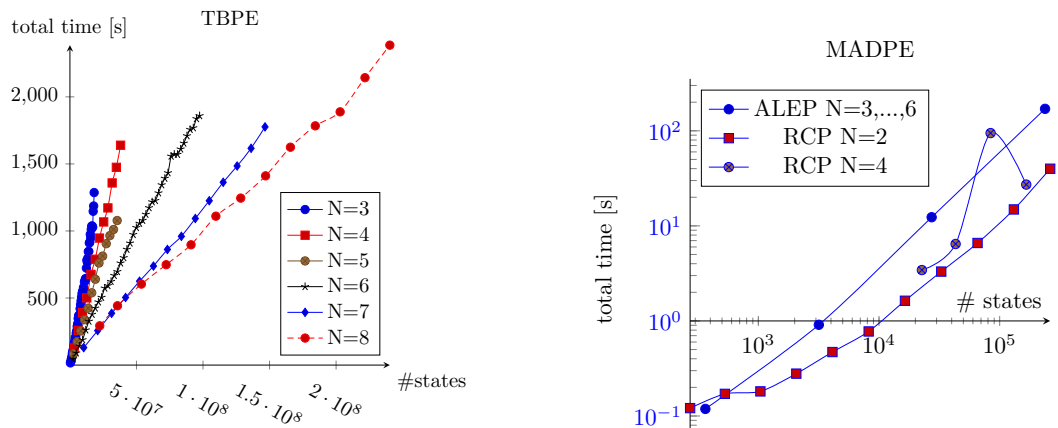 TBPE
total time [s]
2,000
1,500
1,000
500
N=3
N=4
N=5
N=6
N=7
N=8
5 · 10^7
1 · 10^8
1.5 · 10^8
2 · 10^8
#states
MADPE
ALEP N=3,...,6
RCP N=2
RCP N=4
total time [s]
10^2
10^1
10^0
10^−1
10^3
10^4
10^5
# states